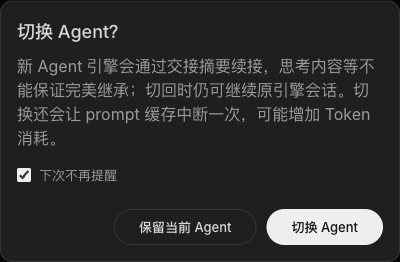 切换 Agent?
新 Agent 引擎会通过交接摘要续接，思考内容等不
能保证完美继承；切回时仍可继续原引擎会话。切
换还会让 prompt 缓存中断一次，可能增加 Token
消耗。
下次不再提醒
保留当前 Agent
切换 Agent